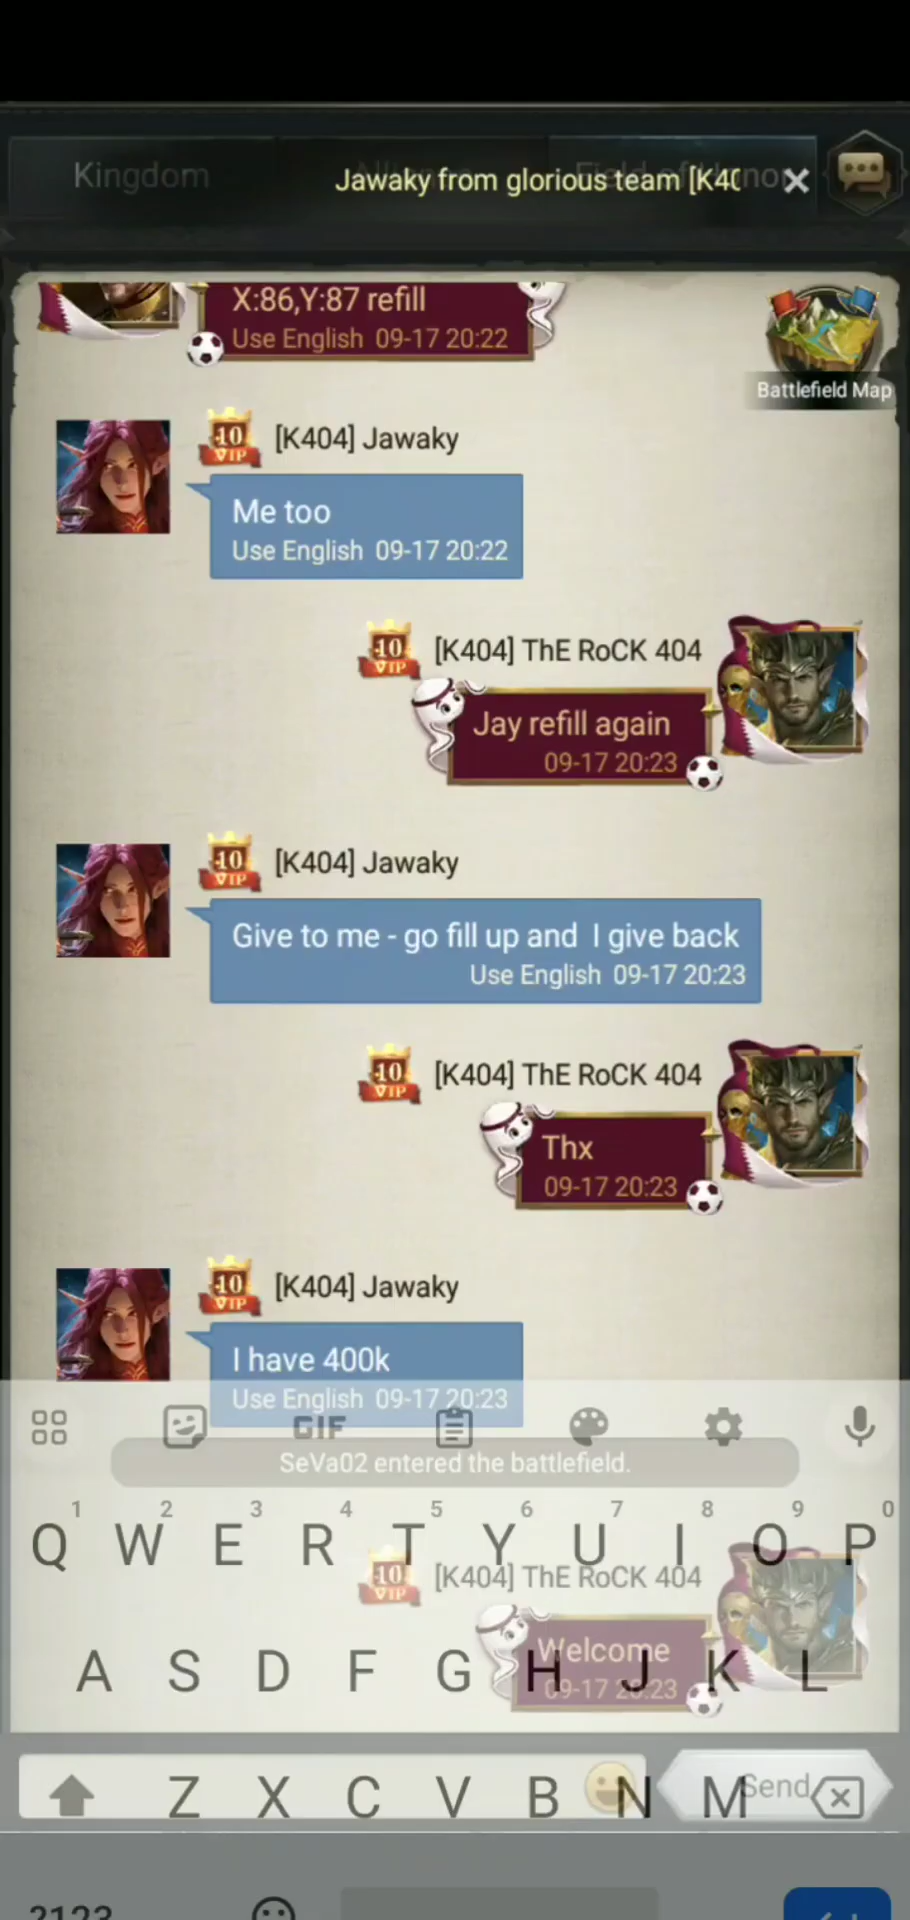 Kingdom
Jawaky from glorious team [K40
X:86,Y:87 refill
Use English 09-17 20:22
Battlefield Map
10
VIP
[K404] Jawaky
Me too
Use English 09-17 20:22
10
VIP
[K404] ThE RoCK 404
Jay refill again
09-17 20:23
10
VIP
[K404] Jawaky
Give to me - go fill up and I give back
Use English 09-17 20:23
10
VIP
[K404] ThE RoCK 404
Thx
09-17 20:23
10
VIP
[K404] Jawaky
I have 400k
Use English 09-17 20:23
GIF
SeVa02 entered the battlefield.
1 2 3 4 5 6 7 8 9 0
Q W E R T Y U I O P
10
VIP
[K404] ThE RoCK 404
Welcome
09-17 20:23
A S D F G H J K L
Z X C V B N M
Send
?123